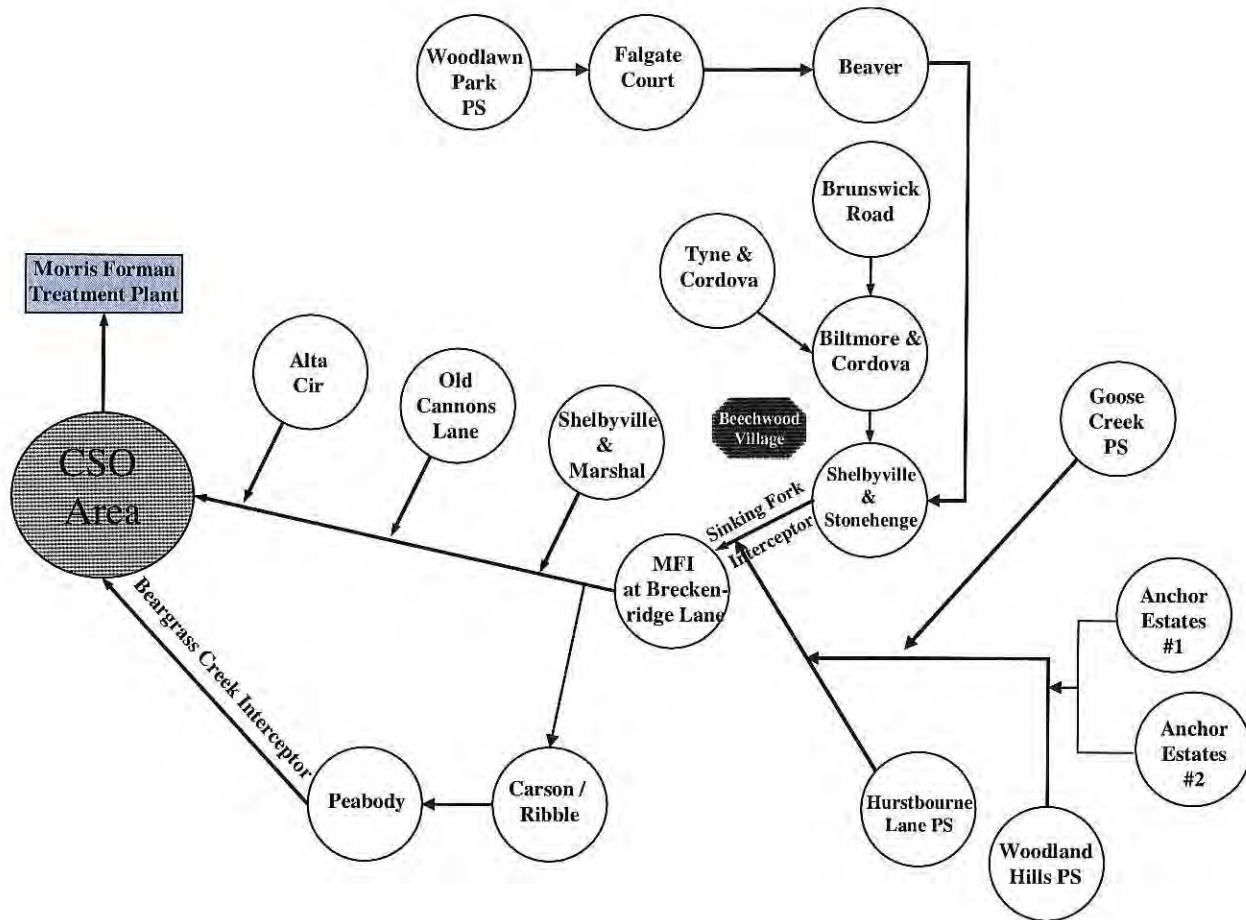 Woodlawn
Park
PS
Falgate
Court
Beaver
Brunswick
Road
Tyne &
Cordova
Biltmore &
Cordova
Morris Forman
Treatment Plant
Alta
Cir
Old
Cannons
Lane
Shelbyville
&
Marshal
Beechwood
Village
Goose
Creek
PS
CSO
Area
Shelbyville
&
Stonehenge
Sinking Fork
Interceptor
MFI
at Brecken-
ridge Lane
Anchor
Estates
#1
Anchor
Estates
#2
Beargrass Creek Interceptor
Peabody
Carson /
Ribble
Hurstbourne
Lane PS
Woodland
Hills PS